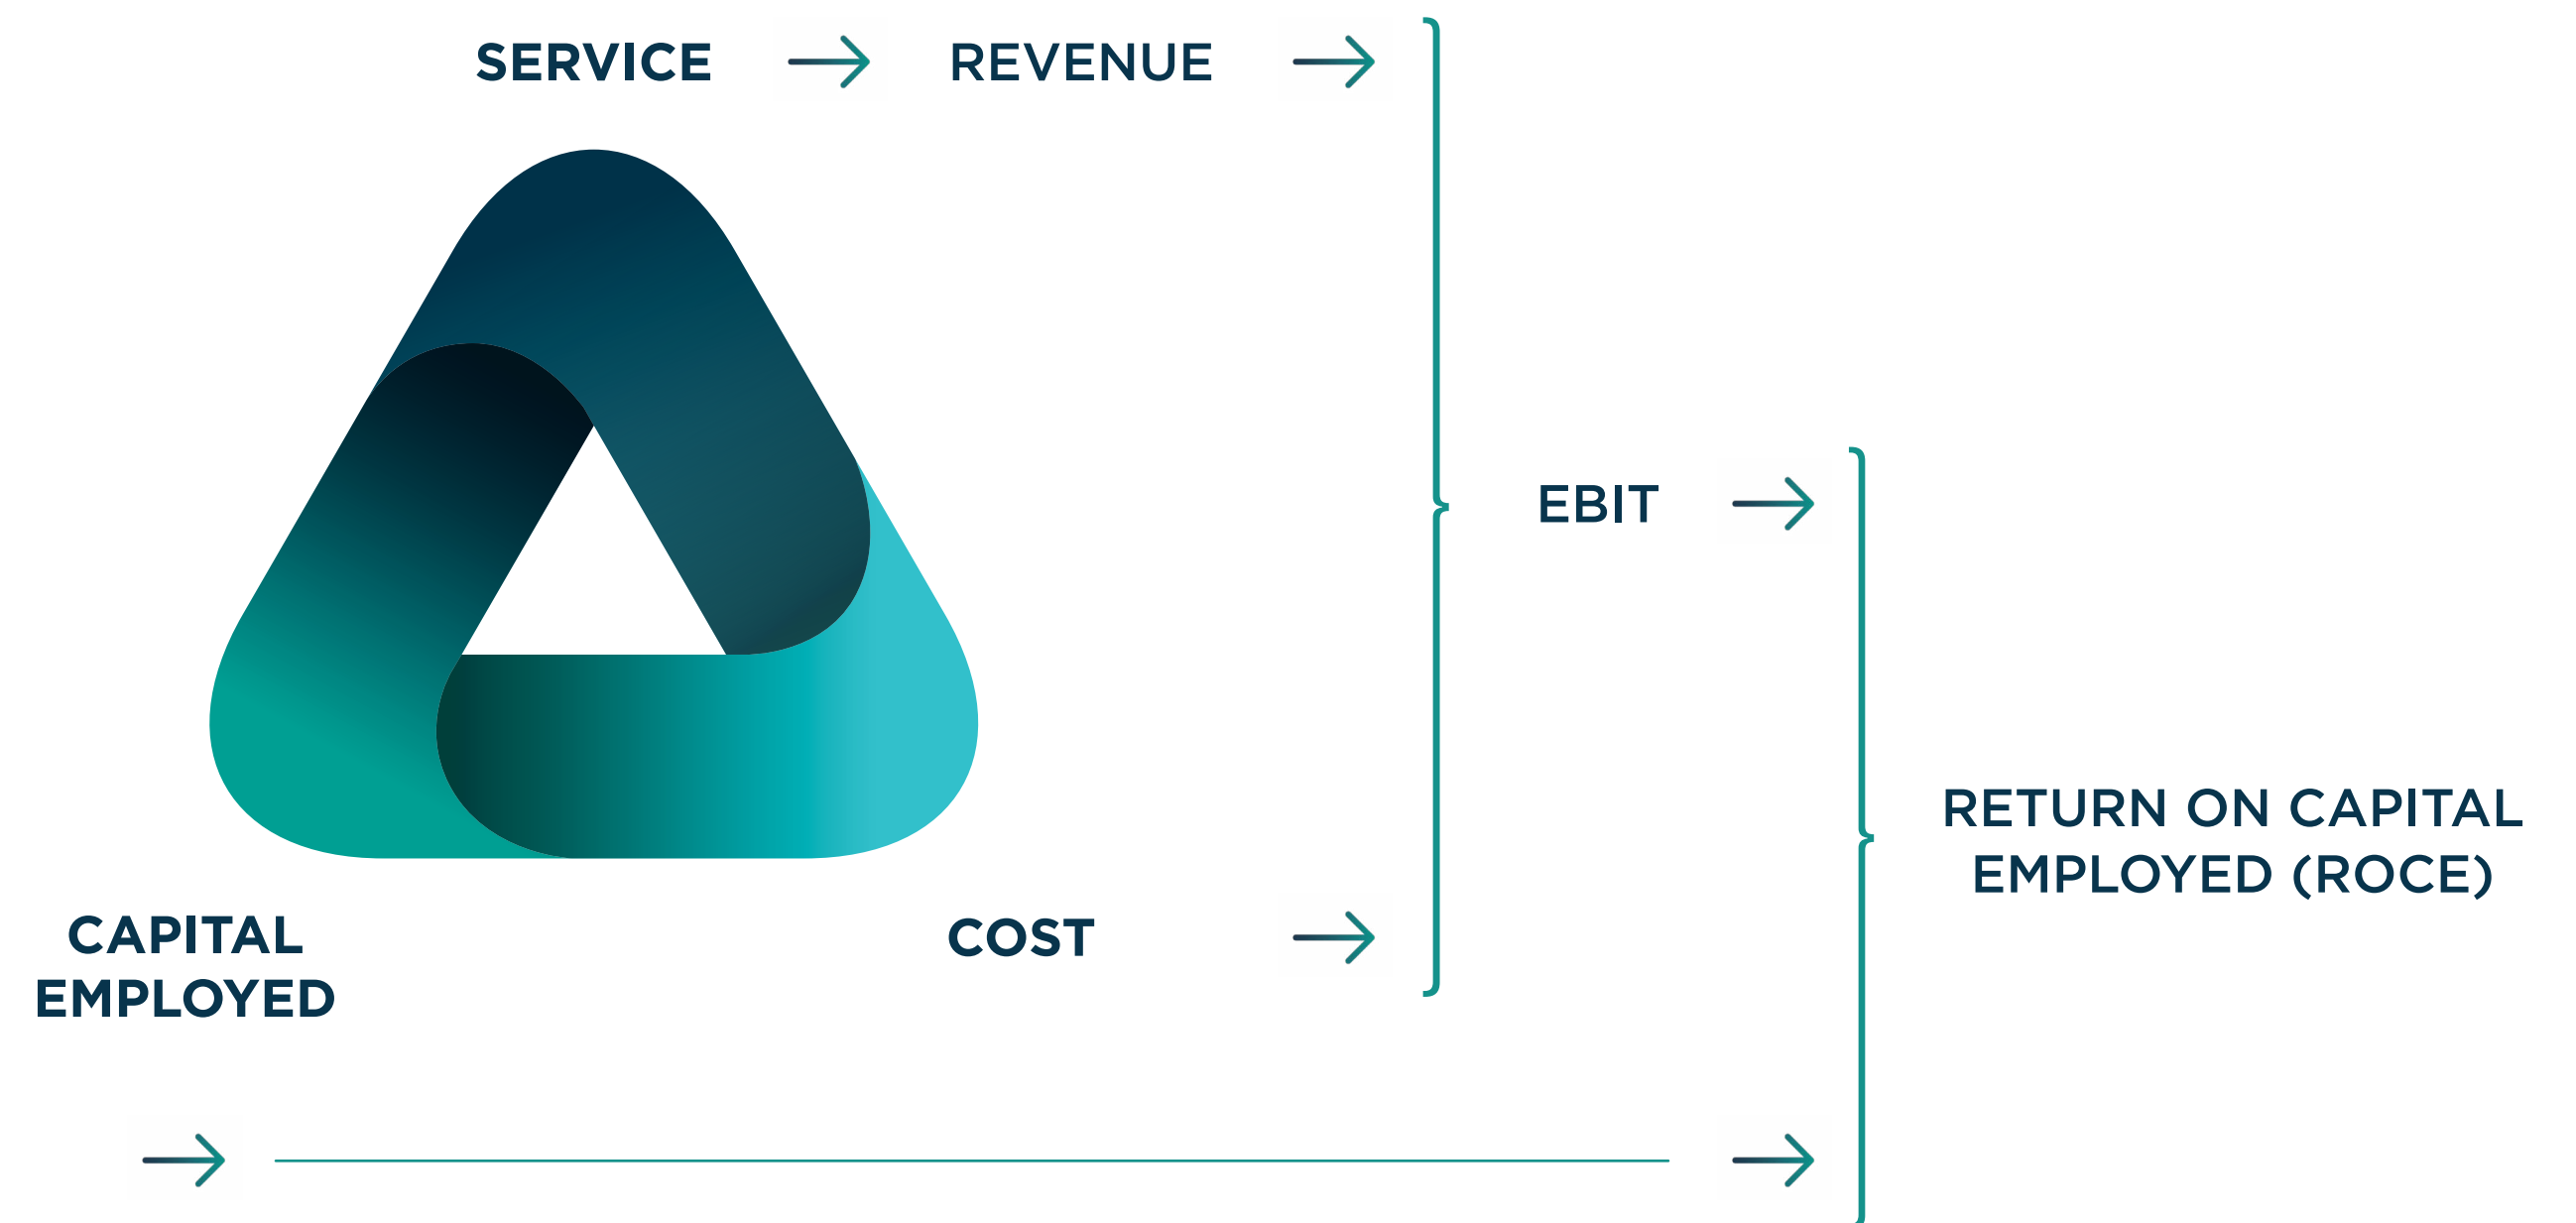 SERVICE
REVENUE
EBIT
RETURN ON CAPITAL
EMPLOYED (ROCE)
CAPITAL
EMPLOYED
COST